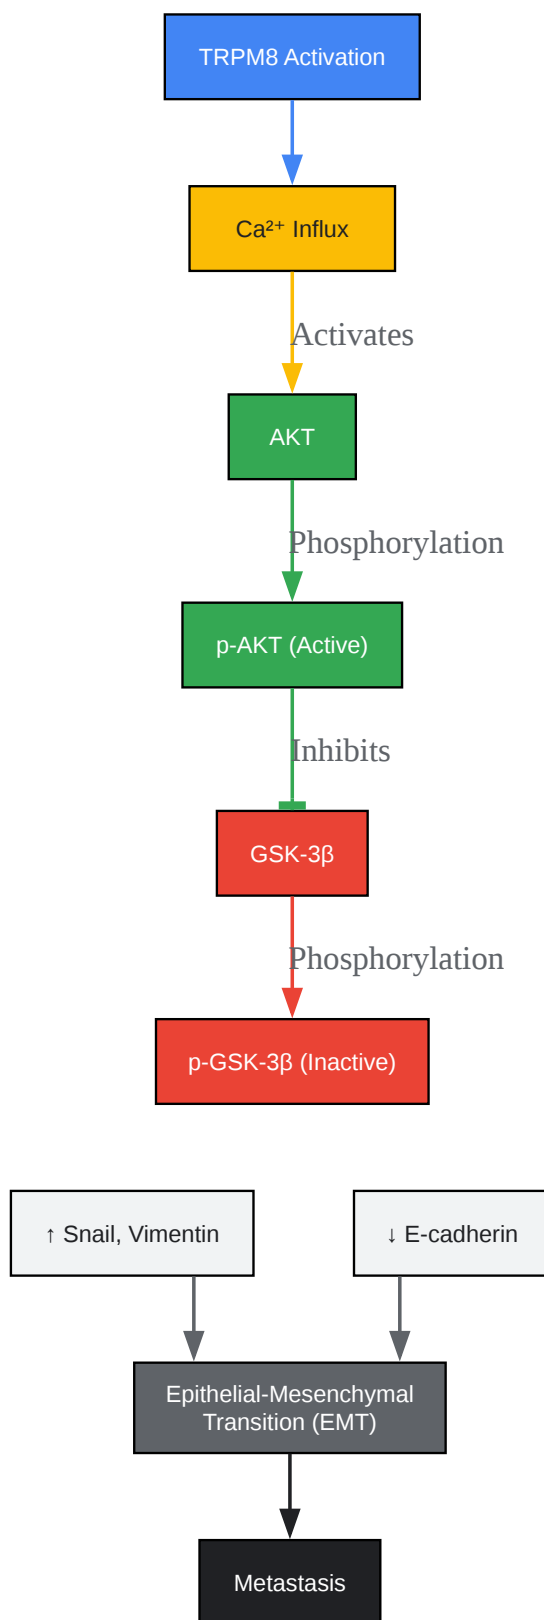 TRPM8 Activation
Ca²⁺ Influx
Activates
AKT
Phosphorylation
p-AKT (Active)
Inhibits
GSK-3β
Phosphorylation
p-GSK-3β (Inactive)
↑ Snail, Vimentin
↓ E-cadherin
Epithelial-Mesenchymal
Transition (EMT)
Metastasis